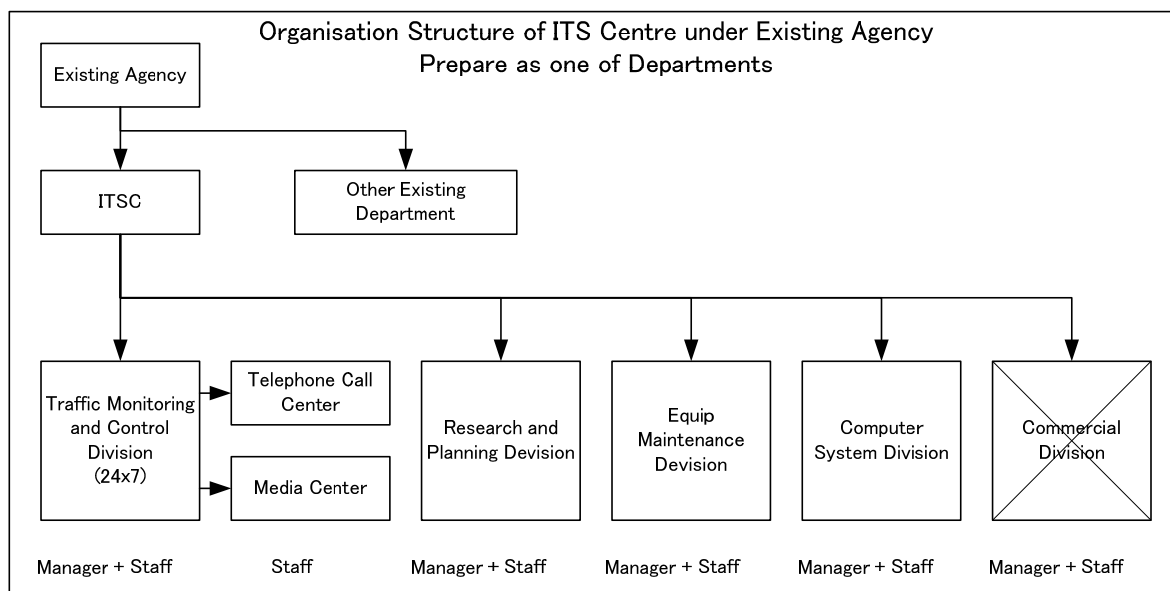 Organisation Structure of ITS Centre under Existing Agency
Prepare as one of Departments
Existing Agency
ITSC
Other Existing
Department
Traffic Monitoring
and Control
Division
(24x7)
Telephone Call
Center
Media Center
Research and
Planning Devision
Equip
Maintenance
Devision
Computer
System Division
Commercial
Division
Manager + Staff
Staff
Manager + Staff
Manager + Staff
Manager + Staff
Manager + Staff